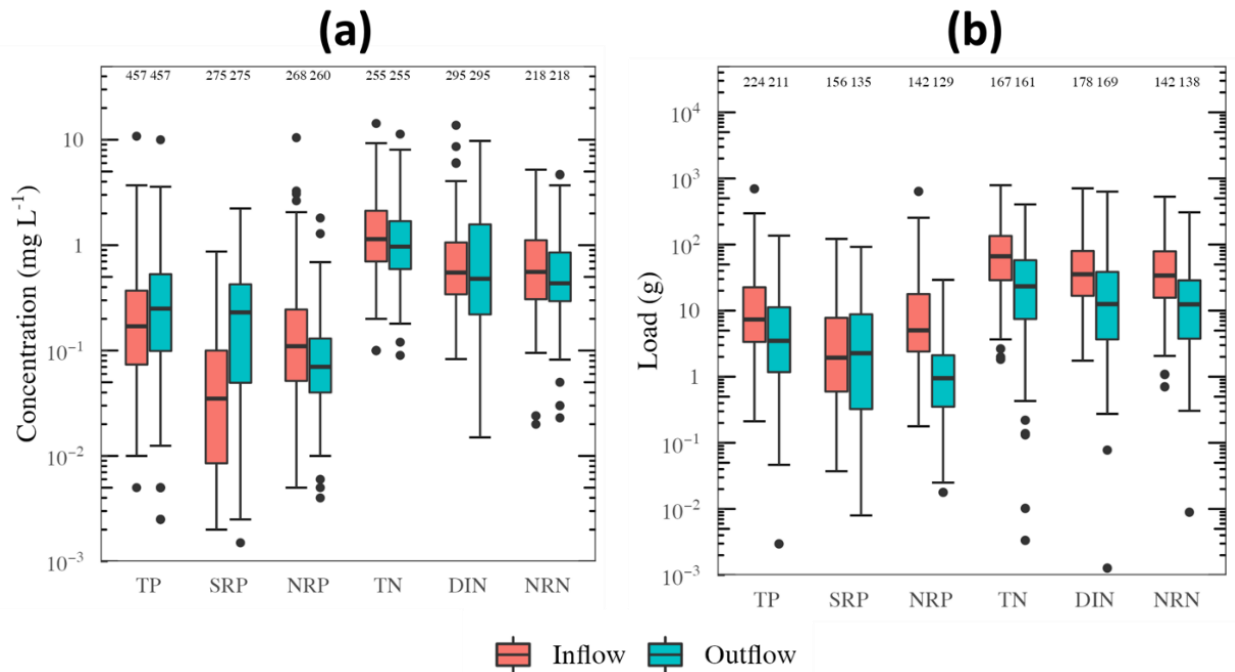 (a)
457 457 275 275 268 260 255 255 295 295 218 218
Concentration (mg L⁻¹)
10
1
10⁻¹
10⁻²
10⁻³
TP SRP NRP TN DIN NRN
(b)
224 211 156 135 142 129 167 161 178 169 142 138
Load (g)
10⁴
10³
10²
10
1
10⁻¹
10⁻²
10⁻³
TP SRP NRP TN DIN NRN
Inflow Outflow